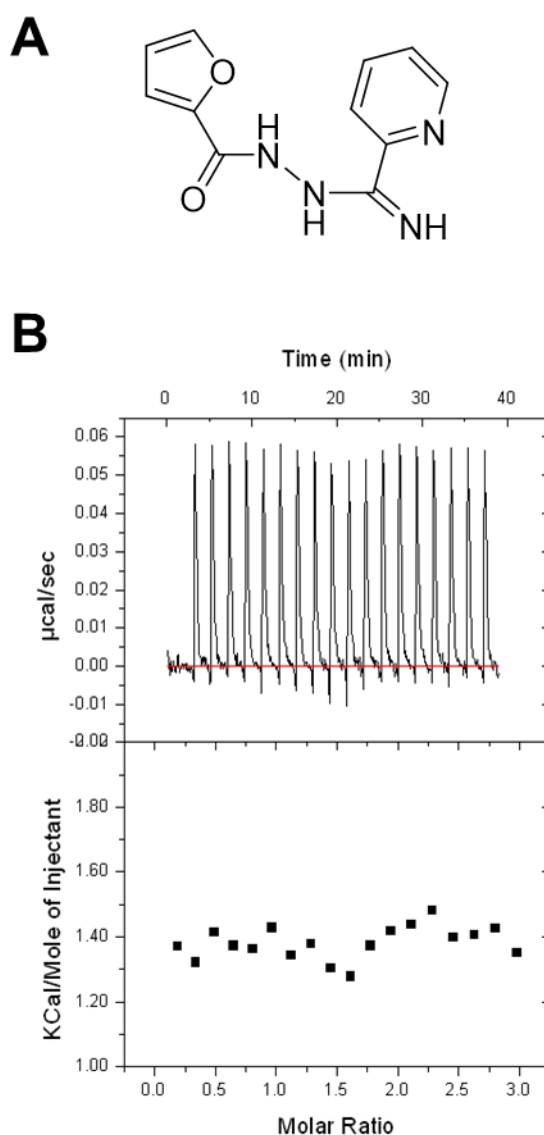 A
O
H
N
N
O
N
H
NH
B
Time (min)
0 10 20 30 40
0.06
0.05
0.04
0.03
0.02
0.01
0.00
-0.01
µcal/sec
1.80
1.60
1.40
1.20
1.00
KCal/Mole of Injectant
0.0 0.5 1.0 1.5 2.0 2.5 3.0
Molar Ratio